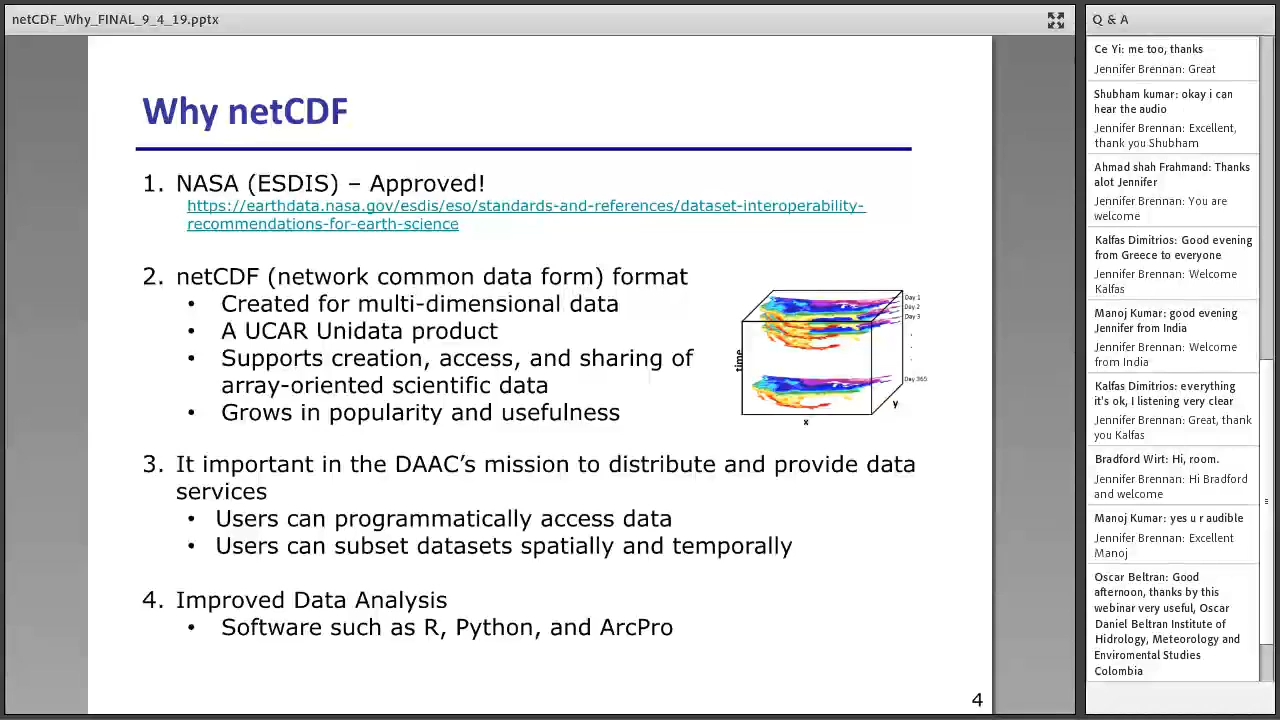 netCDF_Why_FINAL_9_4_19.pptx
Why netCDF
1. NASA (ESDIS) – Approved!
https://earthdata.nasa.gov/esdis/eso/standards-and-references/dataset-interoperability-
recommendations-for-earth-science
2. netCDF (network common data form) format
• Created for multi-dimensional data
• A UCAR Unidata product
• Supports creation, access, and sharing of
array-oriented scientific data
• Grows in popularity and usefulness
Day 1
Day 2
Day 3
Day 365
time
y
x
3. It important in the DAAC’s mission to distribute and provide data
services
• Users can programmatically access data
• Users can subset datasets spatially and temporally
4. Improved Data Analysis
• Software such as R, Python, and ArcPro
4
Q & A
Ce Yi: me too, thanks
Jennifer Brennan: Great
Shubham kumar: okay i can
hear the audio
Jennifer Brennan: Excellent,
thank you Shubham
Ahmad shah Frahmand: Thanks
alot Jennifer
Jennifer Brennan: You are
welcome
Kalfas Dimitrios: Good evening
from Greece to everyone
Jennifer Brennan: Welcome
Kalfas
Manoj Kumar: good evening
Jennifer from India
Jennifer Brennan: Welcome
from India
Kalfas Dimitrios: everything
it's ok, I listening very clear
Jennifer Brennan: Great, thank
you Kalfas
Bradford Wirt: Hi, room.
Jennifer Brennan: Hi Bradford
and welcome
Manoj Kumar: yes u r audible
Jennifer Brennan: Excellent
Manoj
Oscar Beltran: Good
afternoon, thanks by this
webinar very useful, Oscar
Daniel Beltran Institute of
Hidrology, Meteorology and
Enviromental Studies
Colombia